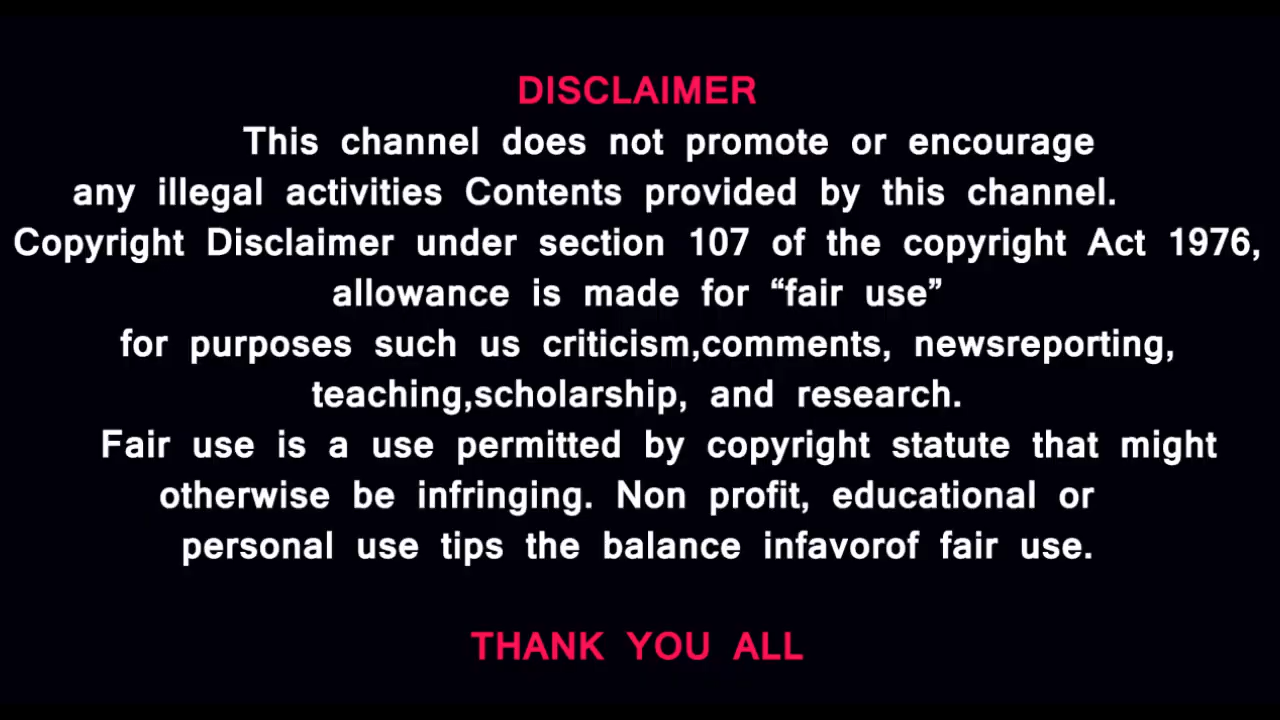 DISCLAIMER
This channel does not promote or encourage
any illegal activities Contents provided by this channel.
Copyright Disclaimer under section 107 of the copyright Act 1976,
allowance is made for “fair use”
for purposes such us criticism,comments, newsreporting,
teaching,scholarship, and research.
Fair use is a use permitted by copyright statute that might
otherwise be infringing. Non profit, educational or
personal use tips the balance infavorof fair use.
THANK YOU ALL